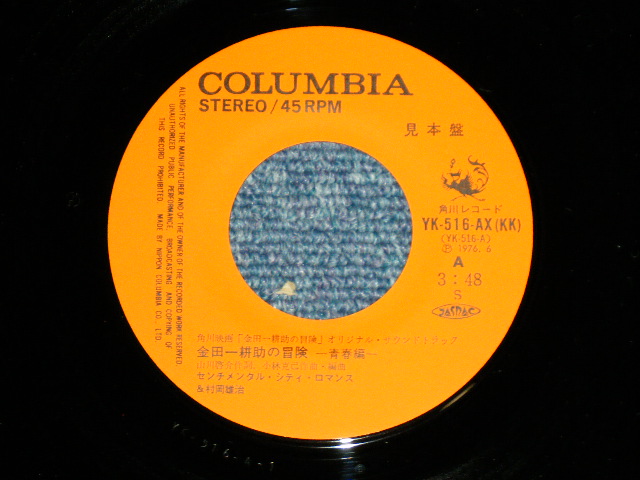 COLUMBIA
STEREO/45RPM
見本盤
角川レコード
YK-516-AX(KK)
(YK-516-A)
Ⓟ 1976. 6
A
3:48
S
JASRAC
角川映画「金田一耕助の冒険」オリジナル・サウンドトラック
金田一耕助の冒険 —青春編—
センチメンタル・シティ・ロマンス
&村岡雄治
ALL RIGHTS OF THE MANUFACTURER AND OF THE OWNER OF THE RECORDED WORK RESERVED.
UNAUTHORIZED PUBLIC PERFORMANCE BROADCASTING AND COPYING OF
THIS RECORD PROHIBITED. MADE BY NIPPON COLUMBIA CO. LTD.
YK-516-A-1